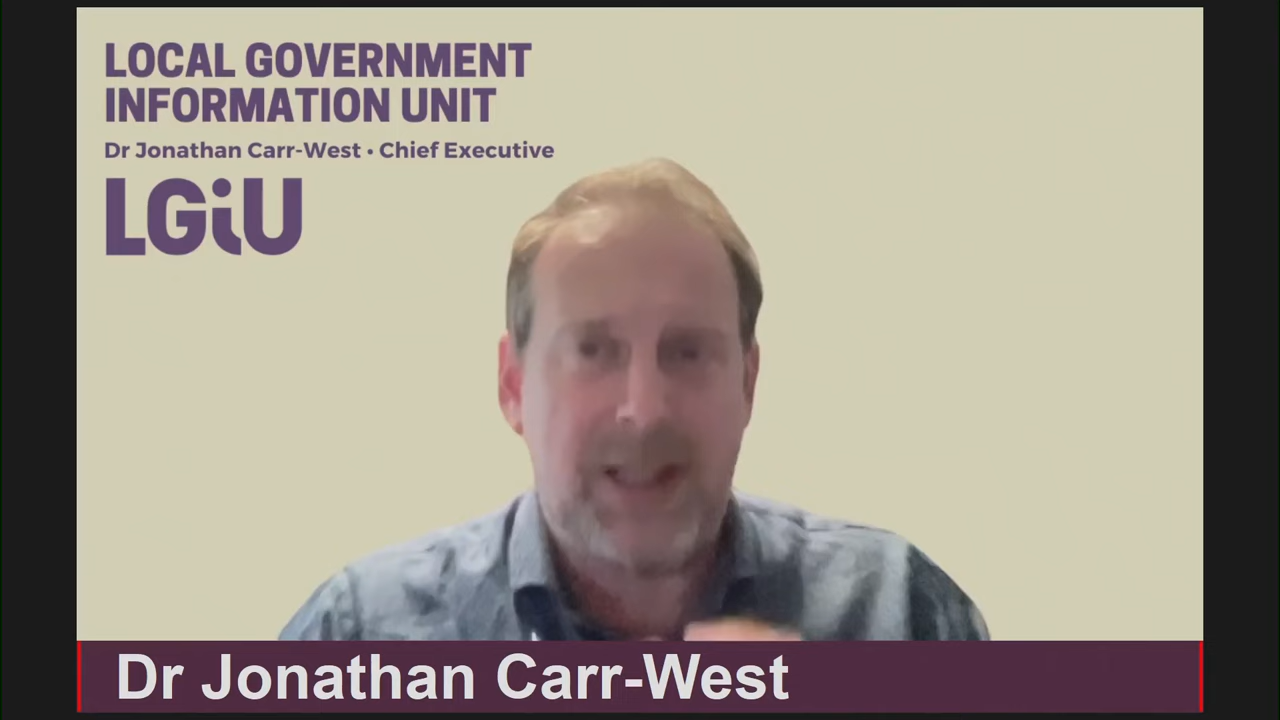 LOCAL GOVERNMENT
INFORMATION UNIT
Dr Jonathan Carr-West • Chief Executive
LGiU
Dr Jonathan Carr-West